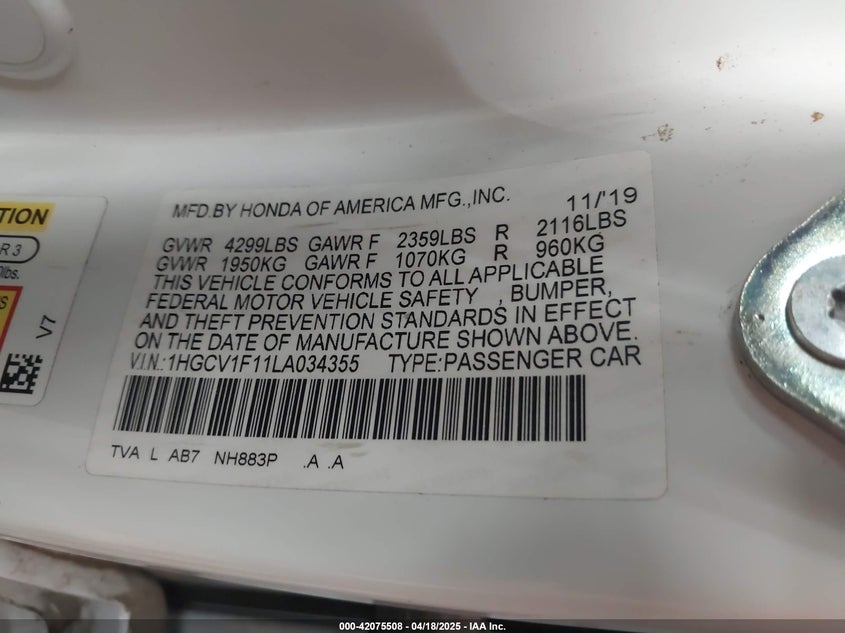 TION
R 3
lbs.
S
V7
MFD.BY HONDA OF AMERICA MFG.,INC. 11/'19
GVWR 4299LBS GAWR F 2359LBS R 2116LBS
GVWR 1950KG GAWR F 1070KG R 960KG
THIS VEHICLE CONFORMS TO ALL APPLICABLE
FEDERAL MOTOR VEHICLE SAFETY , BUMPER,
AND THEFT PREVENTION STANDARDS IN EFFECT
ON THE DATE OF MANUFACTURE SHOWN ABOVE.
V.I.N.:1HGCV1F11LA034355 TYPE:PASSENGER CAR
TVA L AB7 NH883P .A .A
000-42075508 - 04/18/2025 - IAA Inc.